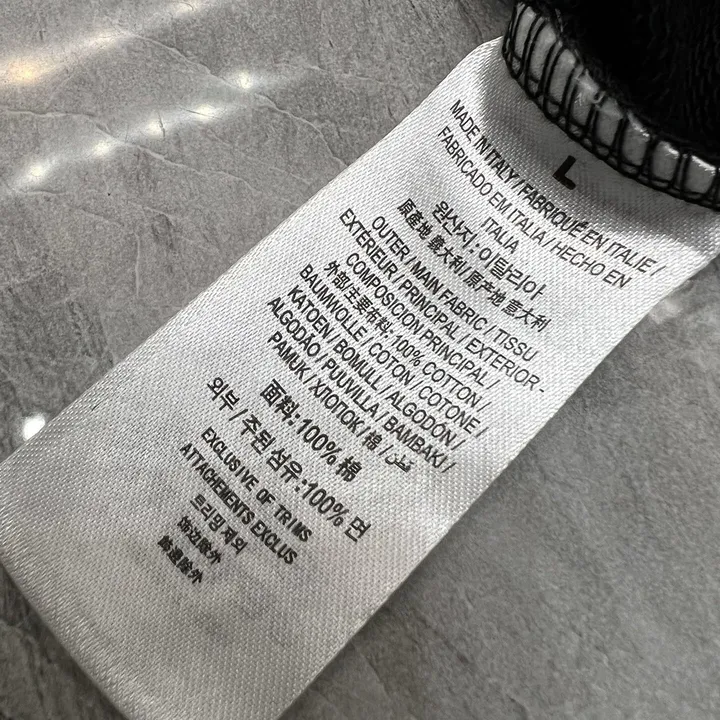 L
MADE IN ITALY / FABRIQUÉ EN ITALIE /
FABRICADO EM ITALIA / HECHO EN
ITALIA
원산지 : 이탈리아
原產地 意大利 / 原产地 意大利
OUTER / MAIN FABRIC / TISSU
EXTÉRIEUR / PRINCIPAL / EXTERIOR -
COMPOSICION PRINCIPAL /
外部/主要布料: 100% COTTON /
BAUMWOLLE / COTON / COTONE /
KATOEN / BOMULL / ALGODÓN /
ALGODÃO / PUUVILLA / BAMBAKI /
PAMUK / ХЛОПОК / 棉 / قطن
面料: 100% 棉
외부 / 주된 섬유 : 100% 면
EXCLUSIVE OF TRIMS
ATTACHEMENTS EXCLUS
트리밍 제외
饰边除外
飾邊除外